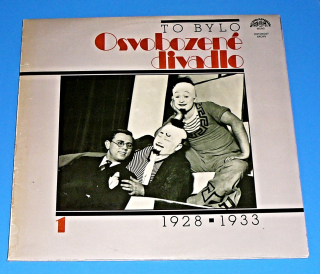 TO BYLO
Osvobozené
divadlo
1
1928 ▪ 1933